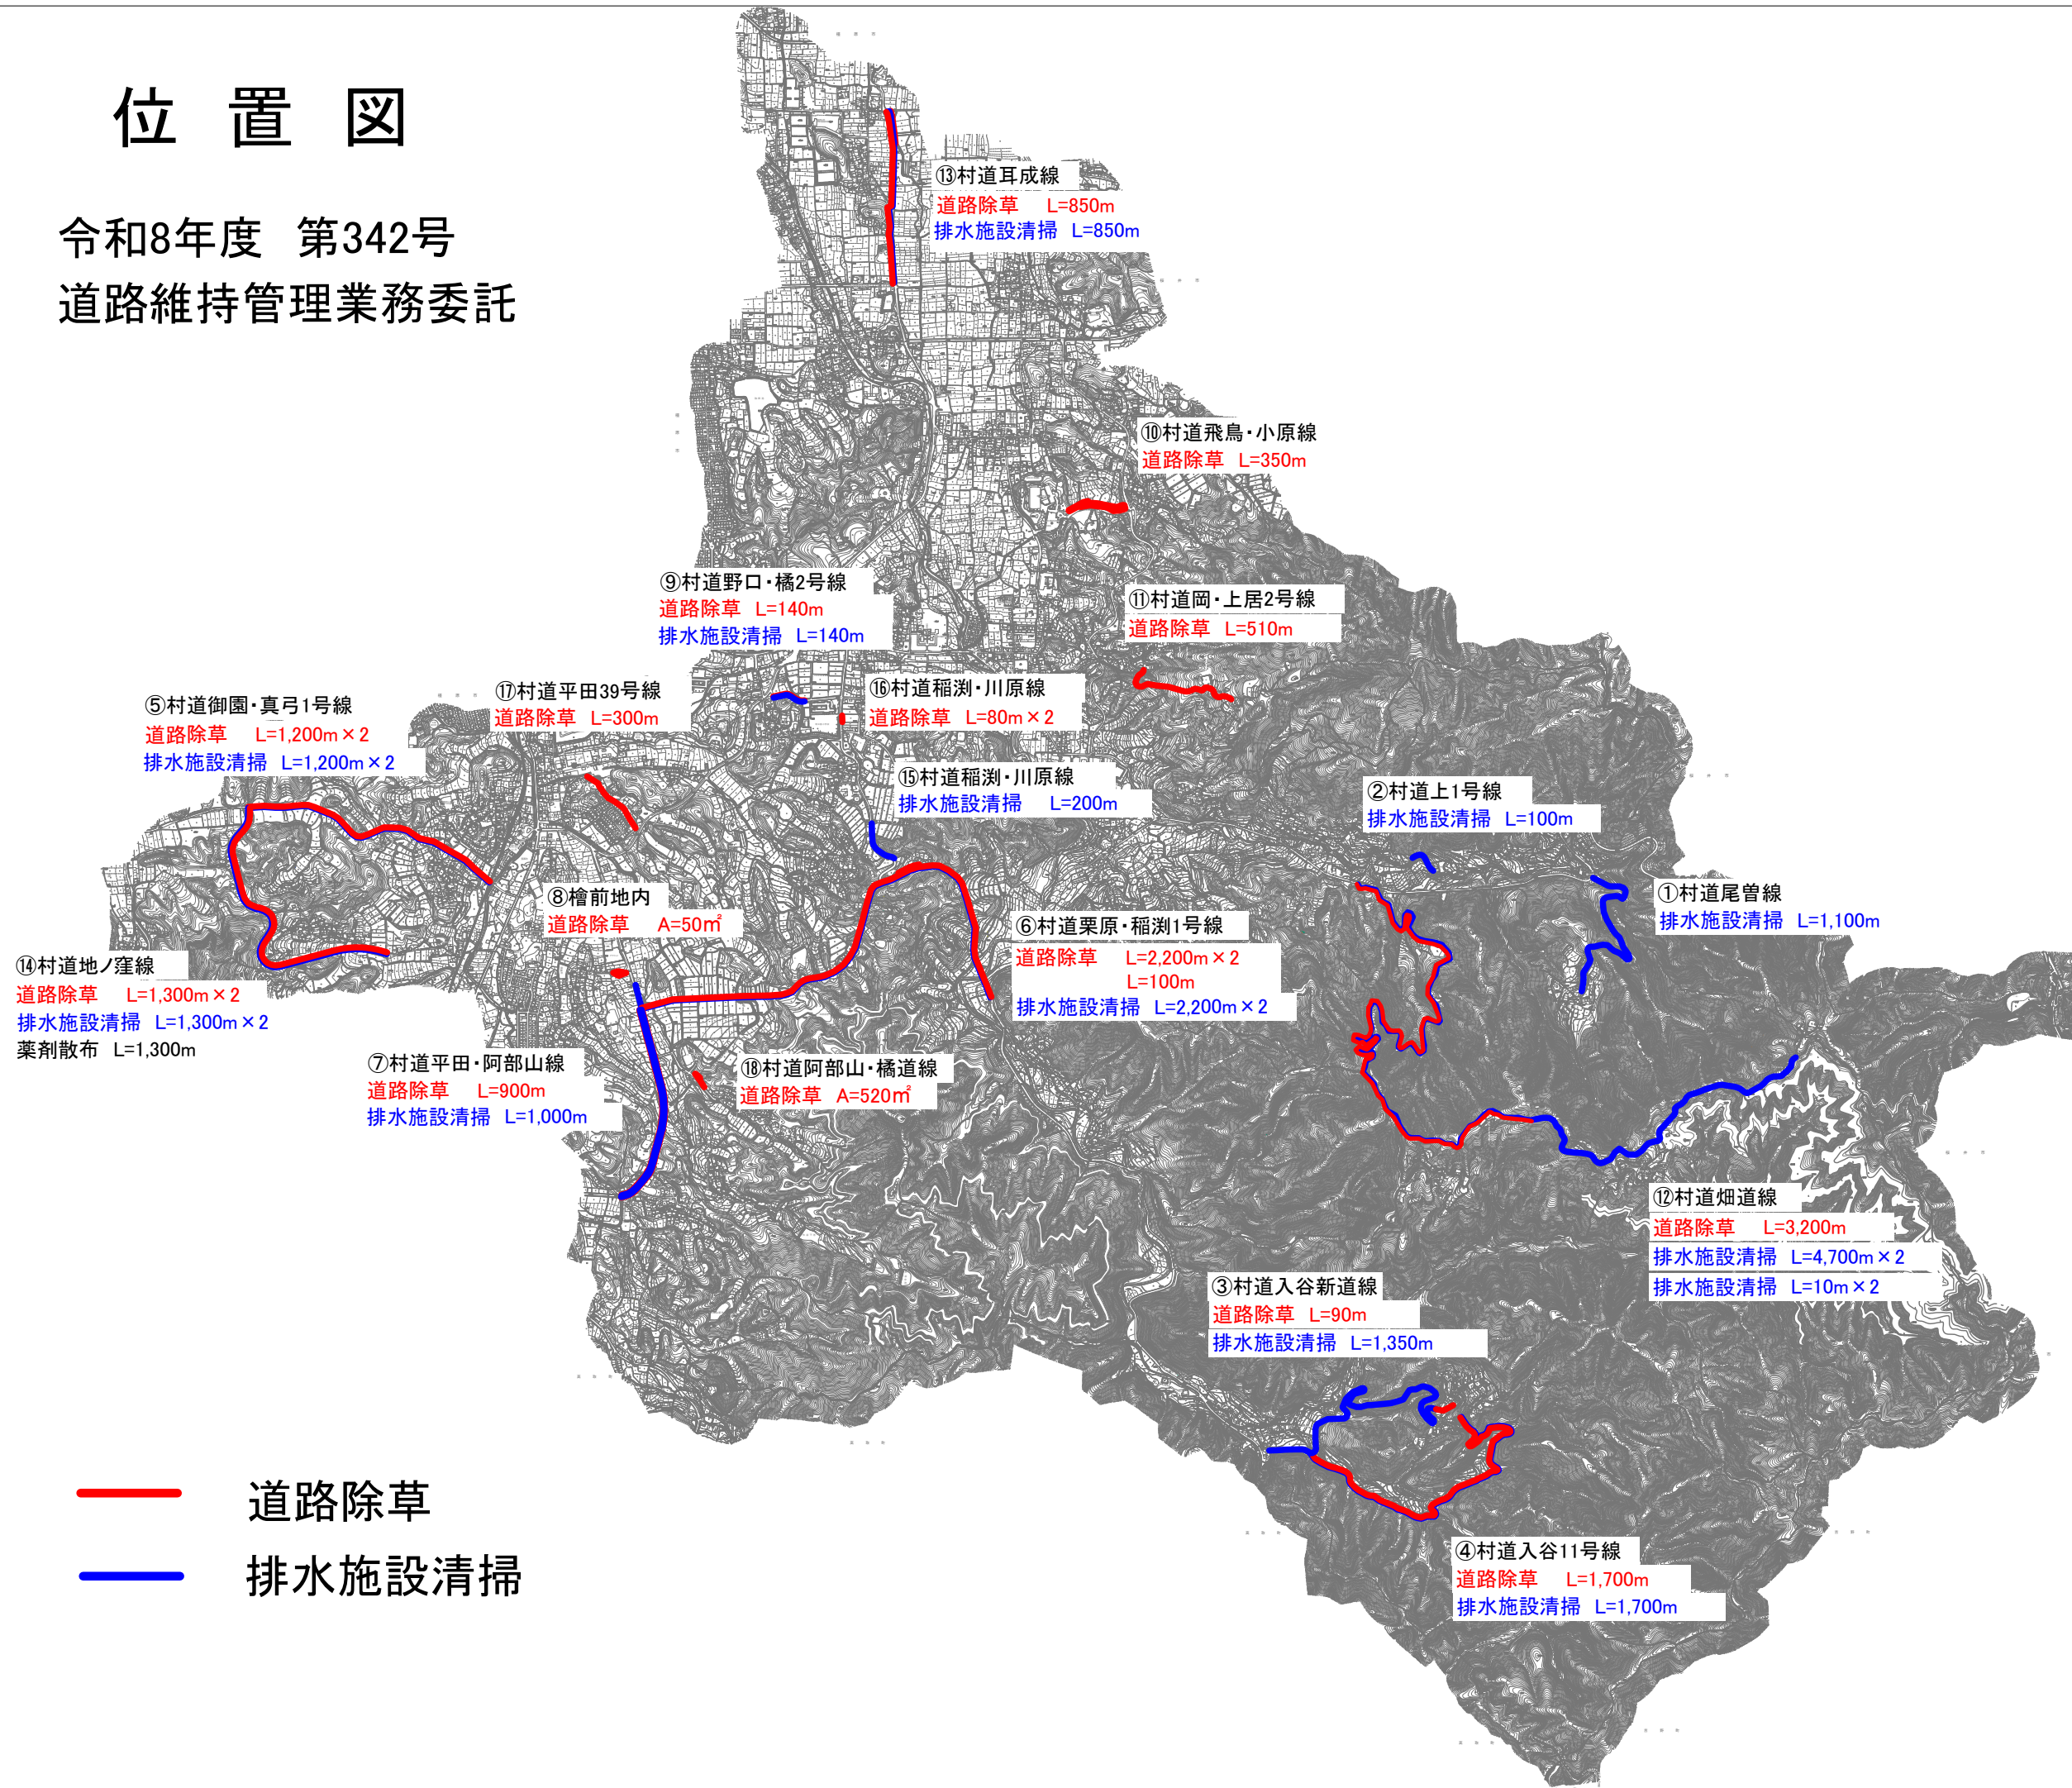 位 置 図
令和8年度 第342号
道路維持管理業務委託
⑬村道耳成線
道路除草 L=850m
排水施設清掃 L=850m
⑩村道飛鳥・小原線
道路除草 L=350m
⑨村道野口・橘2号線
道路除草 L=140m
排水施設清掃 L=140m
⑪村道岡・上居2号線
道路除草 L=510m
⑤村道御園・真弓1号線
道路除草 L=1,200m×2
排水施設清掃 L=1,200m×2
⑰村道平田39号線
道路除草 L=300m
⑯村道稲渕・川原線
道路除草 L=80m×2
⑮村道稲渕・川原線
排水施設清掃 L=200m
②村道上1号線
排水施設清掃 L=100m
①村道尾曽線
排水施設清掃 L=1,100m
⑧檜前地内
道路除草 A=50㎡
⑥村道栗原・稲渕1号線
道路除草 L=2,200m×2
L=100m
排水施設清掃 L=2,200m×2
⑭村道地ノ窪線
道路除草 L=1,300m×2
排水施設清掃 L=1,300m×2
薬剤散布 L=1,300m
⑦村道平田・阿部山線
道路除草 L=900m
排水施設清掃 L=1,000m
⑱村道阿部山・橘道線
道路除草 A=520㎡
⑫村道畑道線
道路除草 L=3,200m
排水施設清掃 L=4,700m×2
排水施設清掃 L=10m×2
③村道入谷新道線
道路除草 L=90m
排水施設清掃 L=1,350m
④村道入谷11号線
道路除草 L=1,700m
排水施設清掃 L=1,700m
道路除草
排水施設清掃